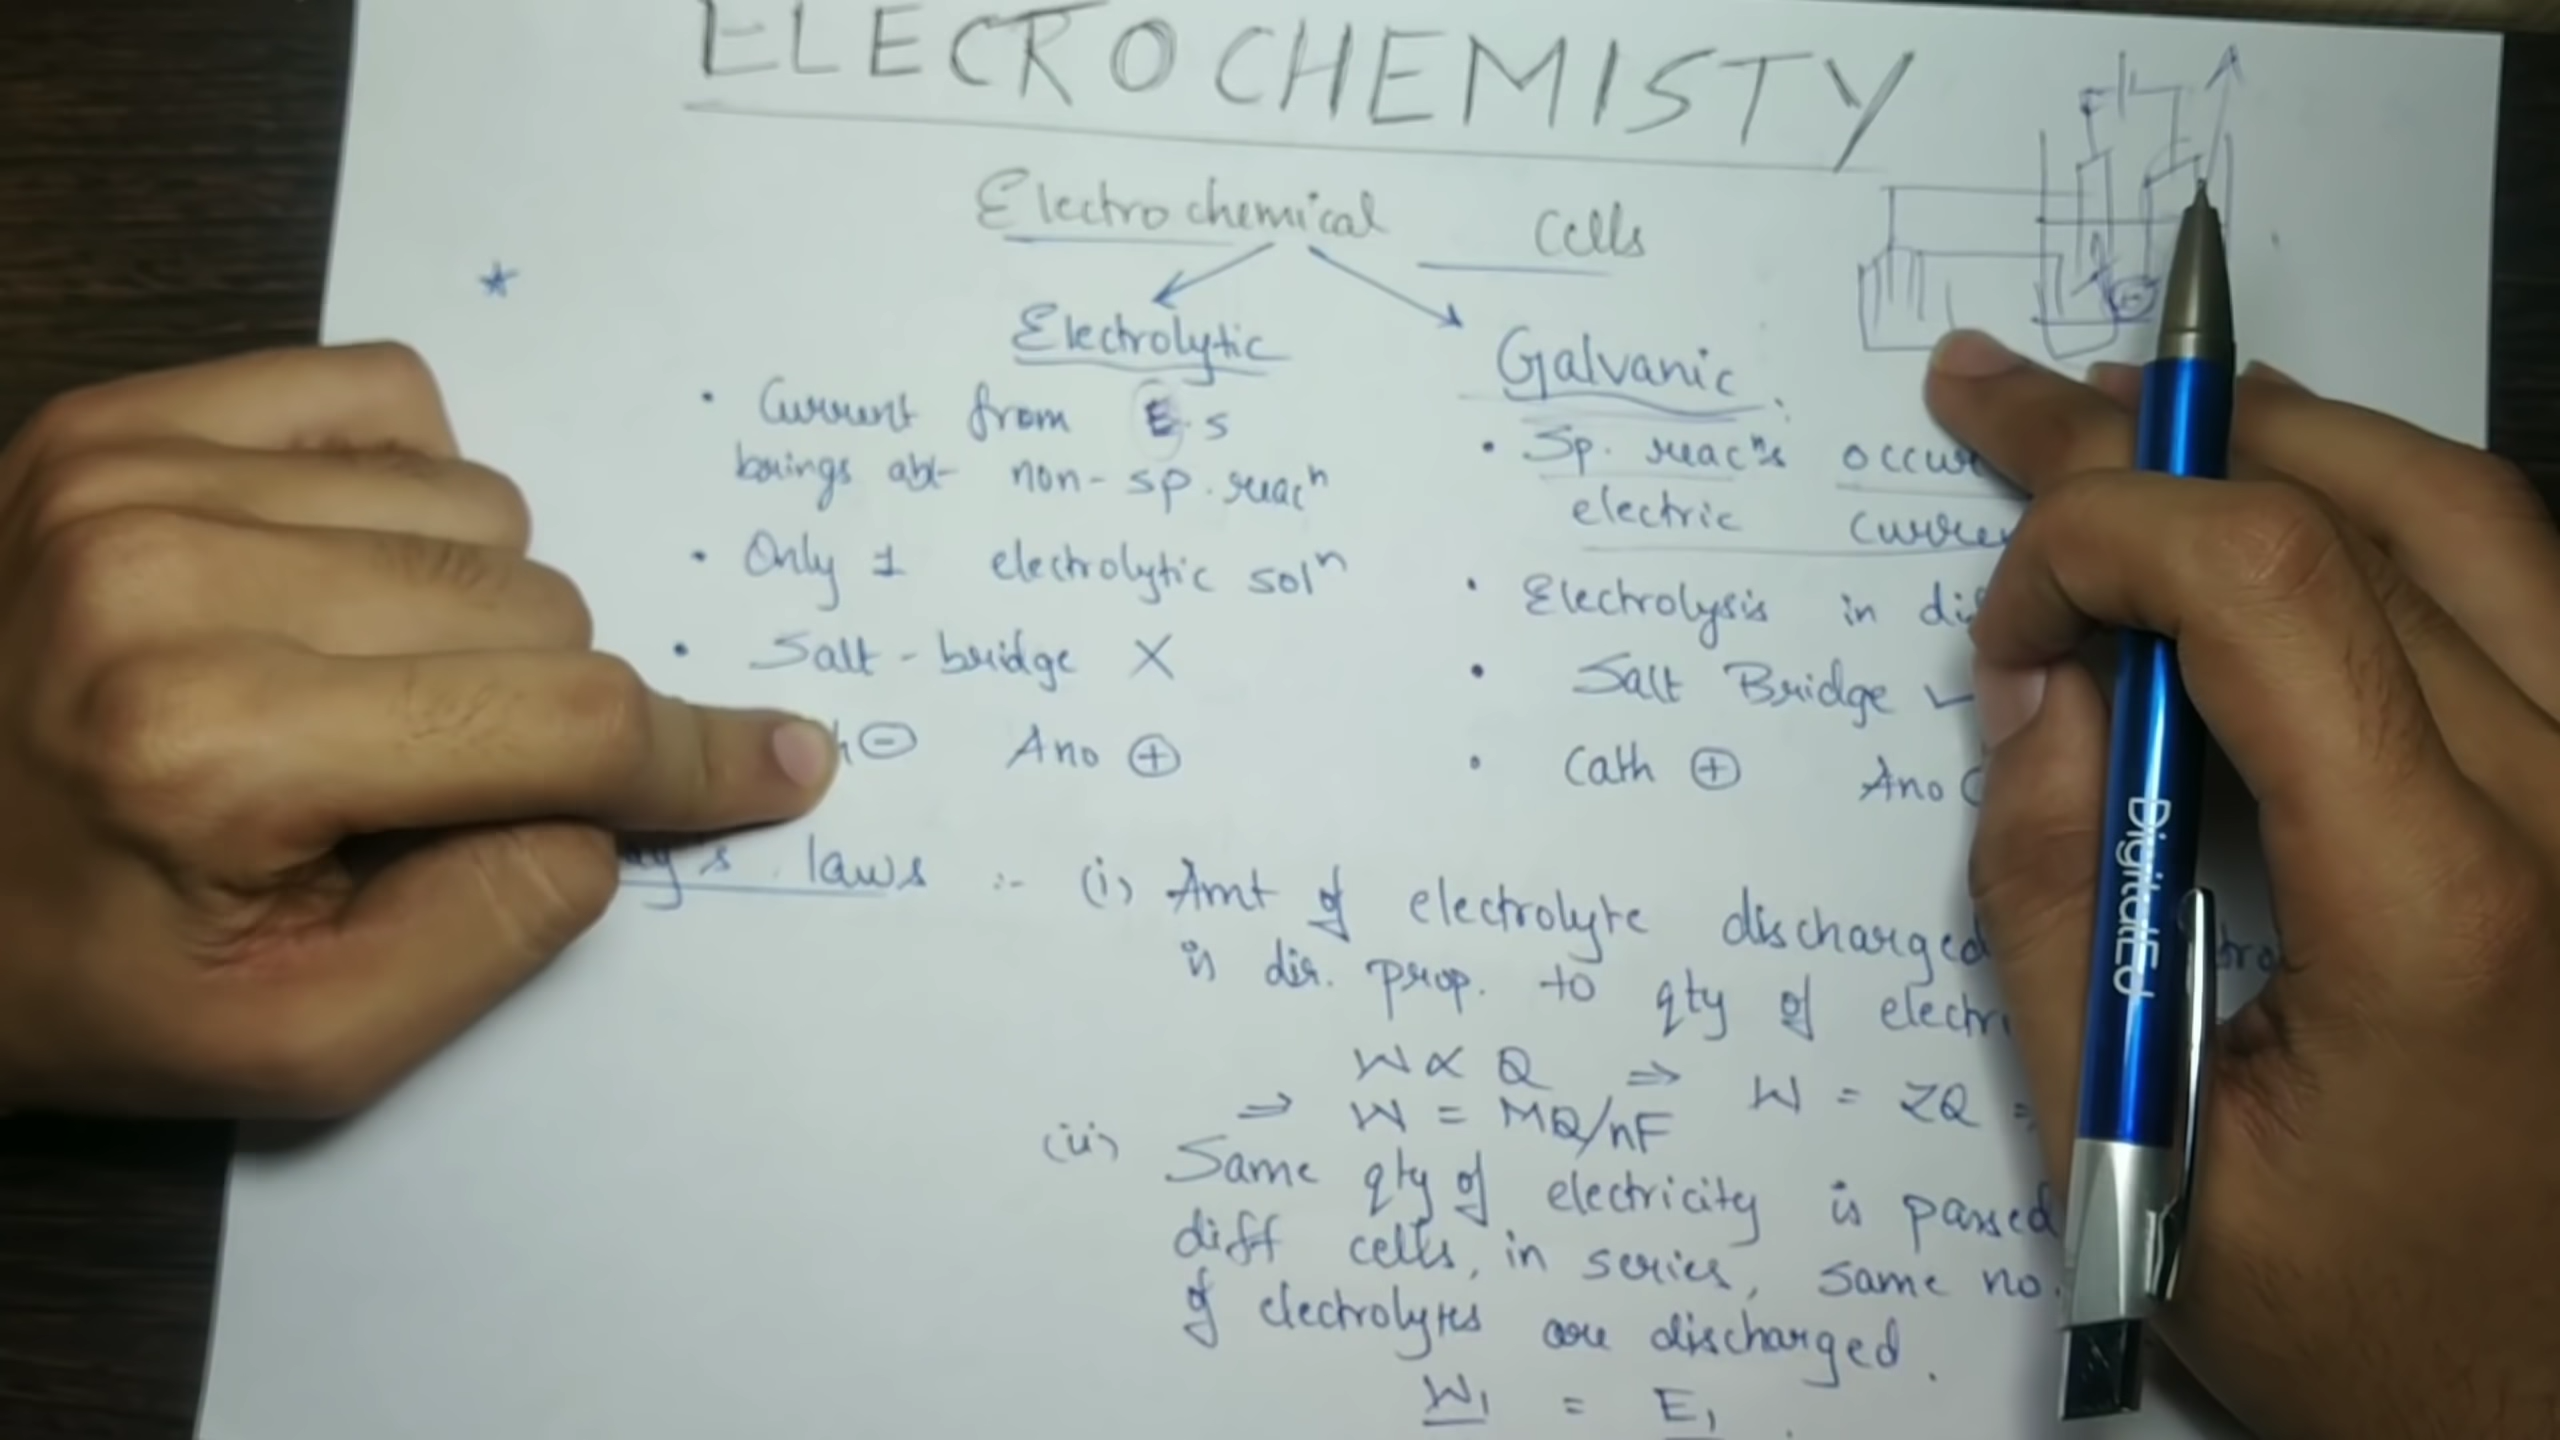 ELECROCHEMISTY
Electrochemical Cells
Electrolytic
• Current from E.S
brings abt non-sp.reacⁿ
• Only 1 electrolytic solⁿ
• Salt-bridge X
⊖ Ano ⊕
Galvanic
• Sp. reacⁿs
electric
• Electrolysis in
• Salt Bridge ✓
• Cath ⊕ Ano
laws :- (i) Amt of electrolyte discharged
is dir. prop. to qty of
W ∝ Q ⇒ W = ZQ =
⇒ W = MQ/nF
(ii) Same qty of electricity is passed
diff cells, in series, same no.
of electrolytes are discharged.
W₁ = E₁
DigitalEd